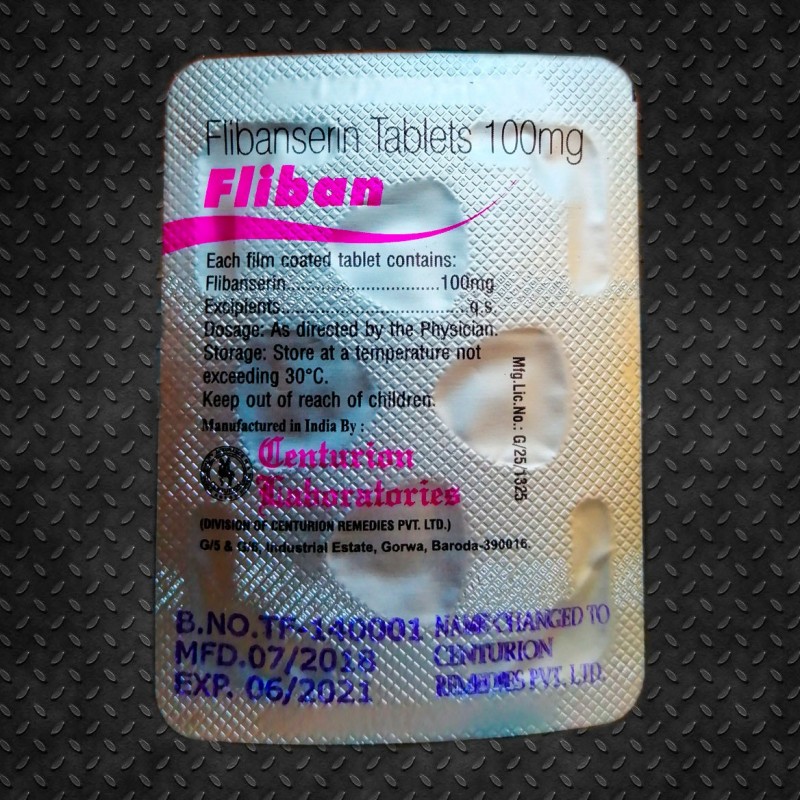 Flibanserin Tablets 100mg
Fliban
Each film coated tablet contains:
Flibanserin..............................100mg
Excipients...................................q.s.
Dosage: As directed by the Physician.
Storage: Store at a temperature not
exceeding 30°C.
Keep out of reach of children.
Manufactured in India By :
Centurion
Laboratories
(DIVISION OF CENTURION REMEDIES PVT. LTD.)
G/5 & G/6, Industrial Estate, Gorwa, Baroda-390016.
Mfg.Lic.No.: G/25/1325
B.NO.TF-140001
MFD.07/2018
EXP. 06/2021
NAME CHANGED TO
CENTURION
REMEDIES PVT. LTD.